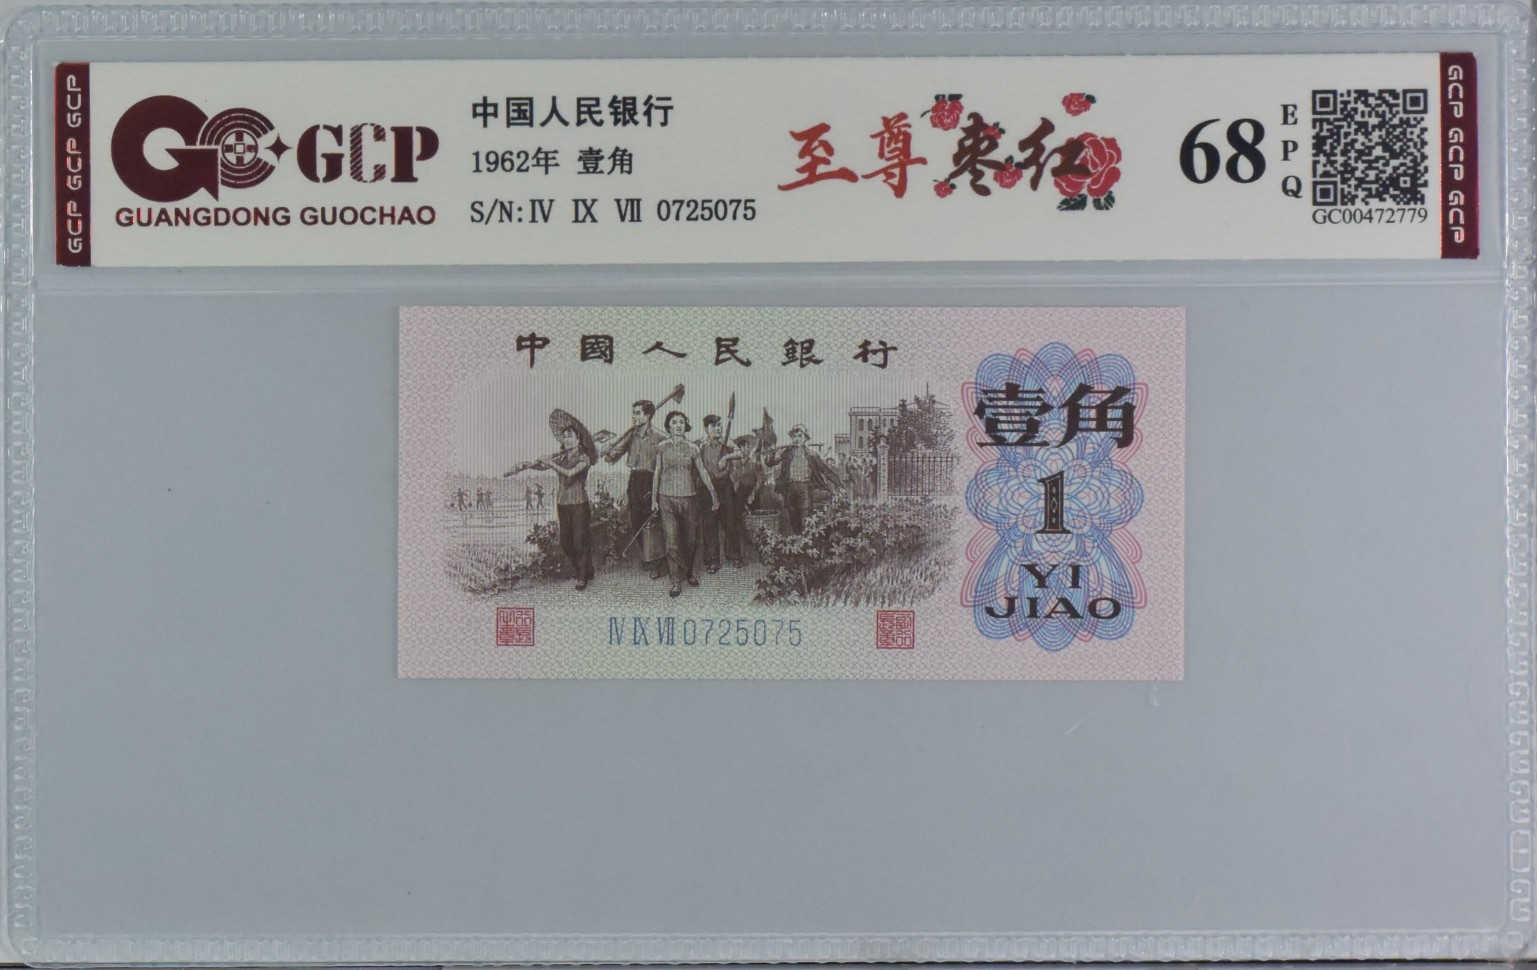 GCP GCP GCP
GCP
GUANGDONG GUOCHAO
中国人民银行
1962年 壹角
S/N:IV IX VII 0725075
至尊枣红
68
EPQ
GC00472779
GCP GCP GCP
中國人民銀行
壹角
1
YI
JIAO
IV IX VII 0725075